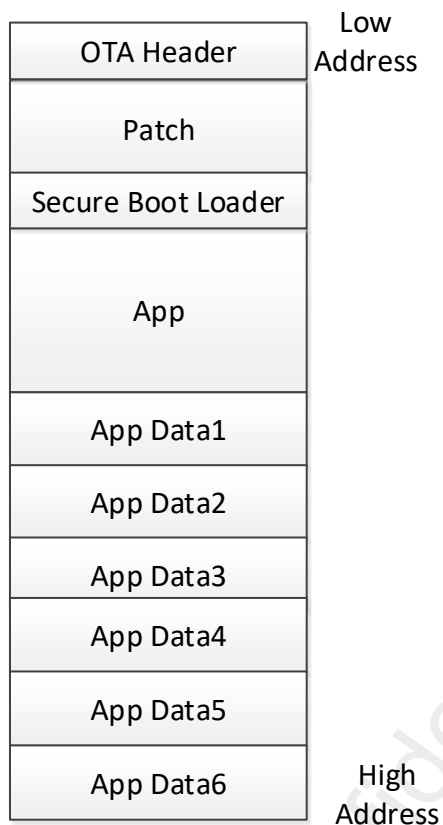 Low
Address
OTA Header
Patch
Secure Boot Loader
App
App Data1
App Data2
App Data3
App Data4
App Data5
App Data6
High
Address